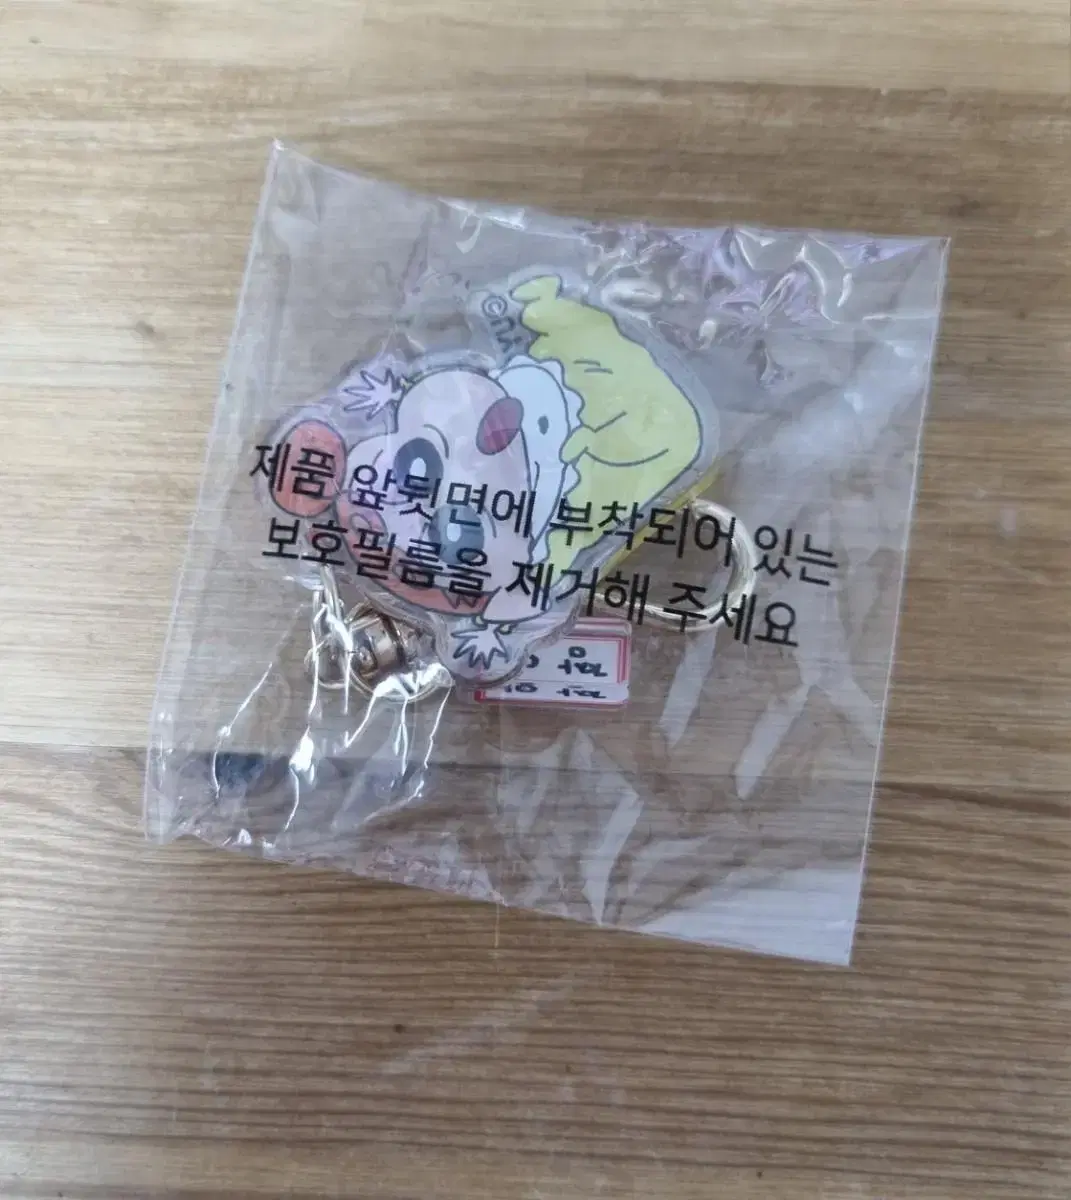 제품 앞뒷면에 부착되어 있는
보호필름을 제거해 주세요